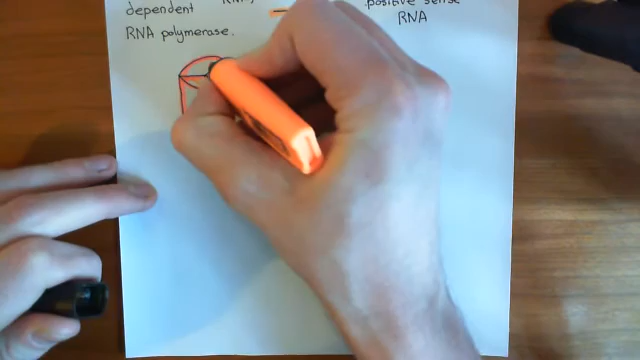 dependent
positive sense
RNA
RNA polymerase.